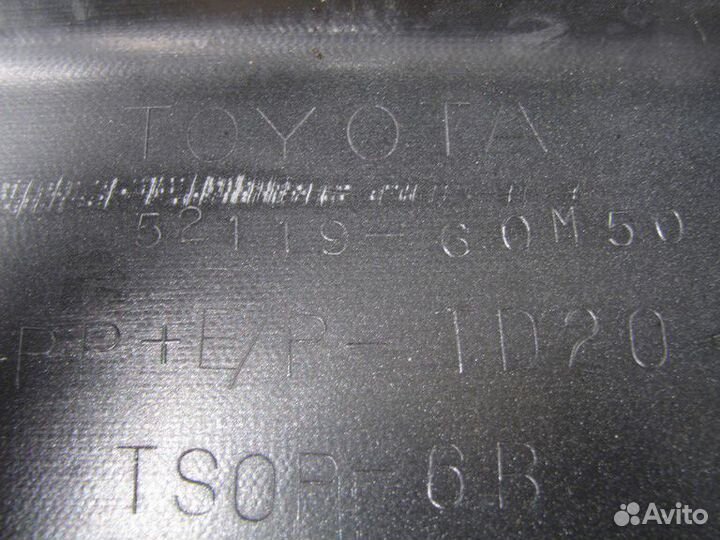 TOYOTA
52119-60M50
>PP+E/P-TD20
TSOP-6B
Avito